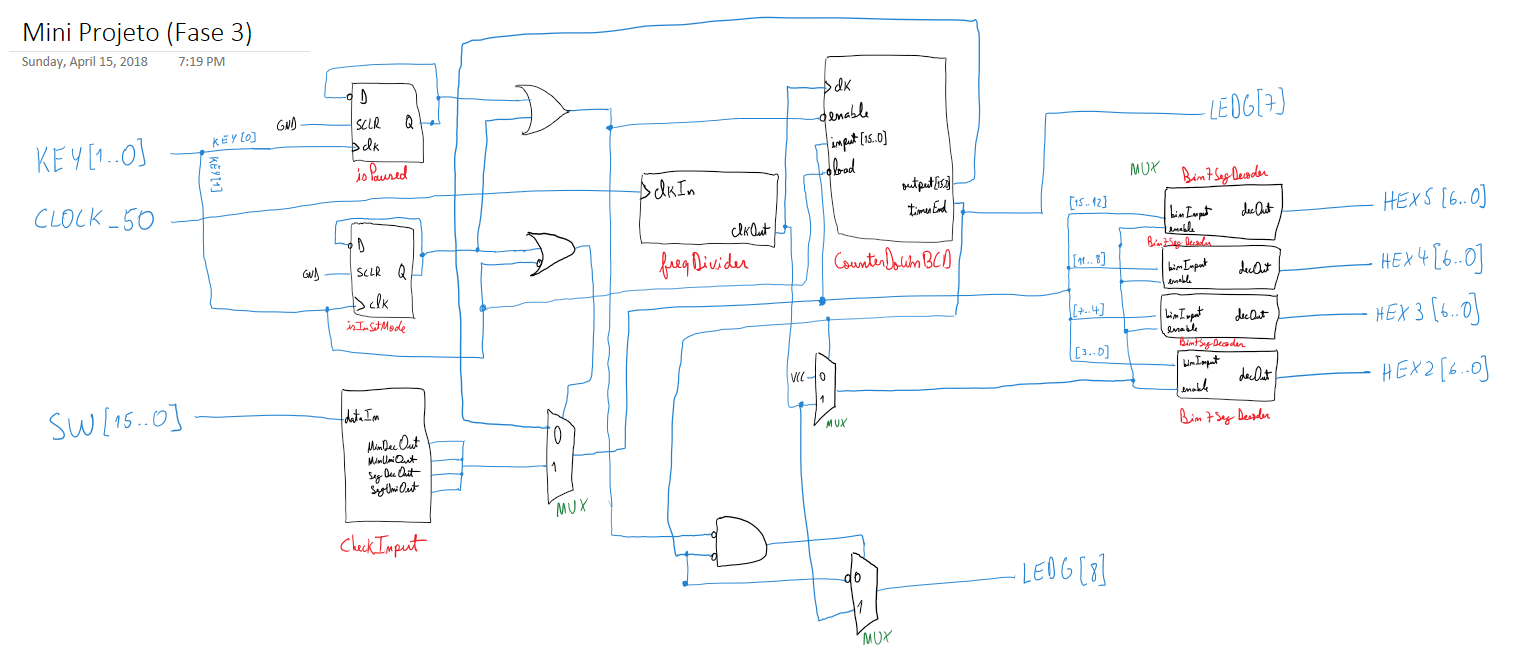 Mini Projeto (Fase 3)
Sunday, April 15, 2018 7:19 PM
KEY[1..0]
KEY[0]
KEY[1]
CLOCK_50
SW[15..0]
GND
D
SCLR Q
clk
isPaused
GND
D
SCLR Q
clk
isInSetMode
dataIn
MinDecOut
MinUniOut
SegDecOut
SegUniOut
CheckInput
0
1
MUX
clkIn
clkOut
freqDivider
clk
enable
input [15..0]
load
output[15..0]
timerEnd
CounterDownBCD
VCC 0
1
MUX
0
1
MUX
LEDG[7]
LEDG[8]
MUX
Bin7SegDecoder
[15..12]
binInput decOut
enable
HEX5 [6..0]
Bin7SegDecoder
[11..8]
binInput decOut
enable
HEX4 [6..0]
[7..4]
binInput decOut
enable
HEX3 [6..0]
Bin7SegDecoder
[3..0]
binInput decOut
enable
HEX2 [6..0]
Bin7SegDecoder